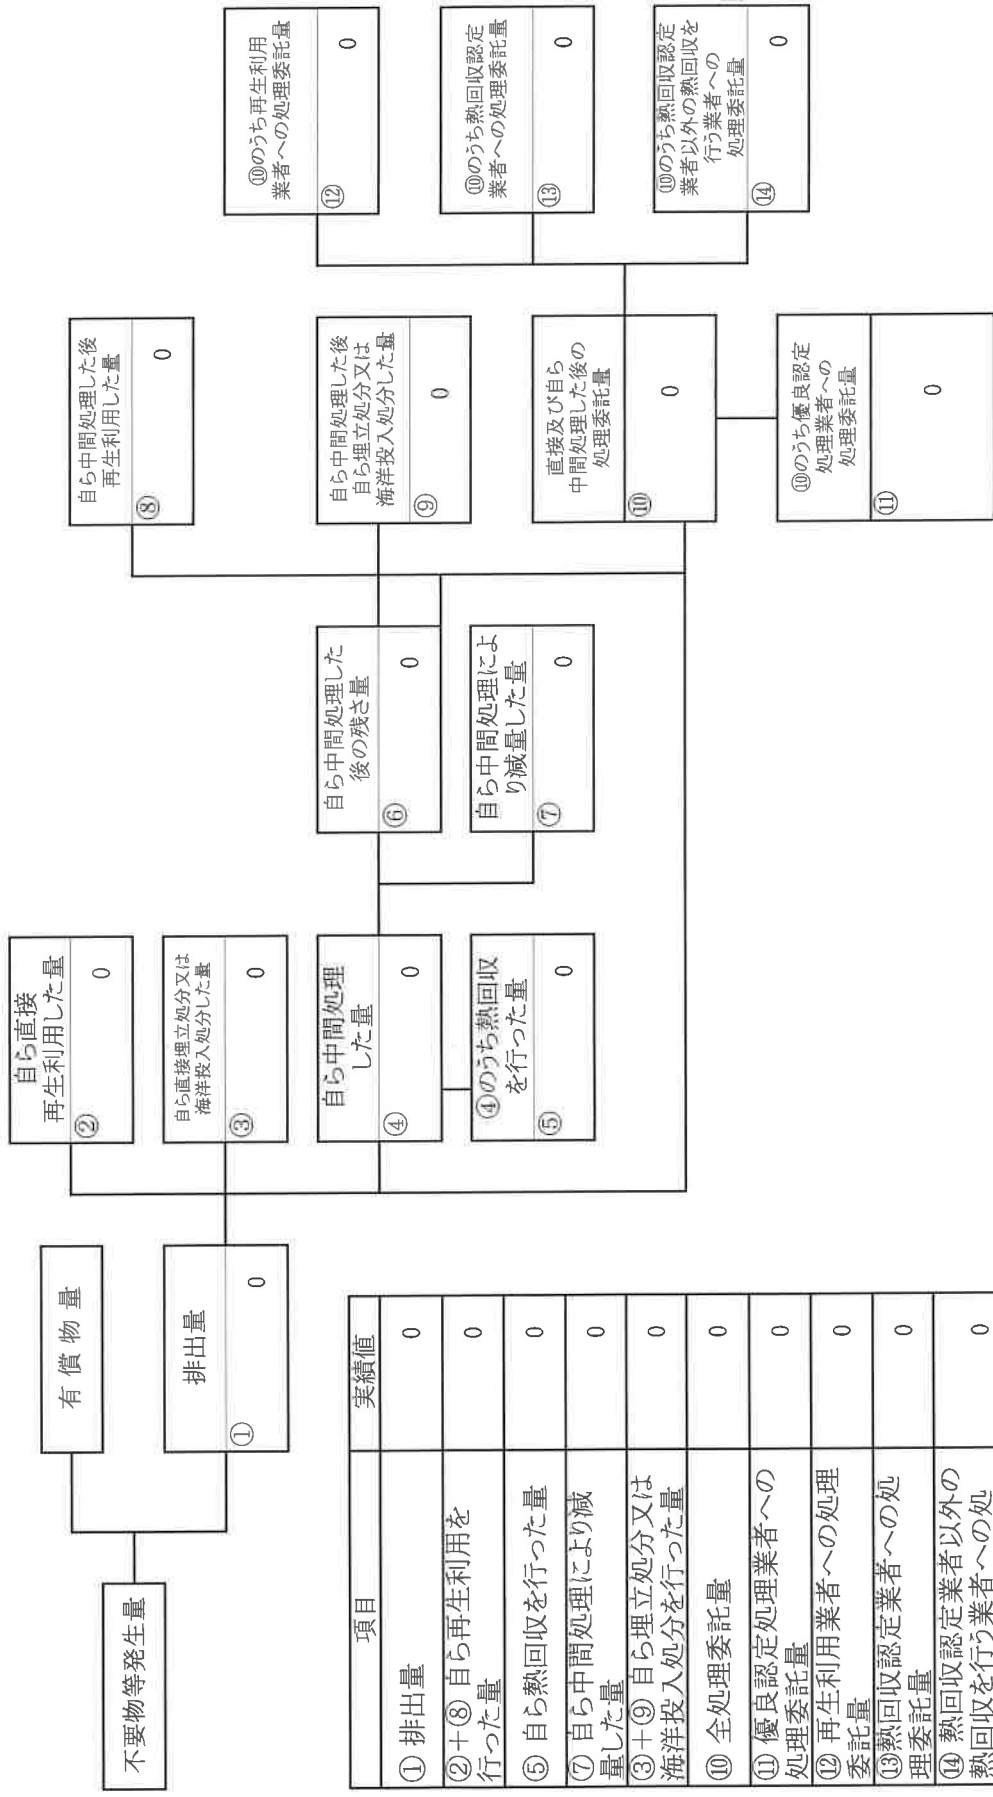 不要物等発生量
有償物量
排出量
① 0
自ら直接
再生利用した量
② 0
自ら直接埋立処分又は
海洋投入処分した量
③ 0
自ら中間処理
した量
④ 0
④のうち熱回収
を行った量
⑤ 0
自ら中間処理した
後の残さ量
⑥ 0
自ら中間処理によ
り減量した量
⑦ 0
自ら中間処理した後
再生利用した量
⑧ 0
自ら中間処理した後
自ら埋立処分又は
海洋投入処分した量
⑨ 0
直接及び自ら
中間処理した後の
処理委託量
⑩ 0
⑩のうち優良認定
処理業者への
処理委託量
⑪ 0
⑩のうち再生利用
業者への処理委託量
⑫ 0
⑩のうち熱回収認定
業者への処理委託量
⑬ 0
⑩のうち熱回収認定
業者以外の熱回収を
行う業者への
処理委託量
⑭ 0
項目 実績値
① 排出量 0
②+⑧ 自ら再生利用を
行った量 0
⑤ 自ら熱回収を行った量 0
⑦ 自ら中間処理により減
量した量 0
③+⑨ 自ら埋立処分又は
海洋投入処分を行った量 0
⑩ 全処理委託量 0
⑪ 優良認定処理業者への
処理委託量 0
⑫ 再生利用業者への処理
委託量 0
⑬熱回収認定業者への処
理委託量 0
⑭ 熱回収認定業者以外の
熱回収を行う業者への処 0